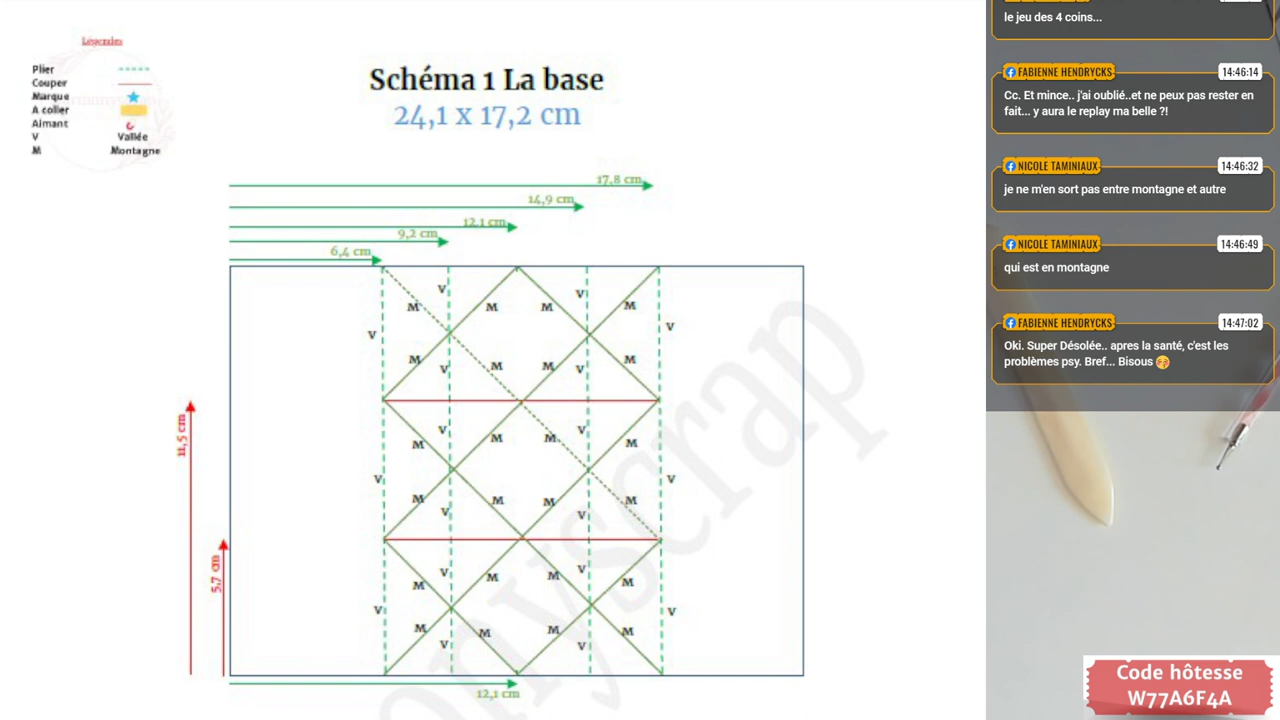 Légendes
Plier
Couper
Marque
A coller
Aimant
V Vallée
M Montagne
Schéma 1 La base
24,1 x 17,2 cm
17,8 cm
14,9 cm
12,1 cm
9,2 cm
6,4 cm
V V
M M M M
V V
M M M M
V V
V V
M M M M
V V
M M M M
V V
V V
M M M M
V V
M M M M
V V
11,5 cm
5,7 cm
12,1 cm
onyscrap
le jeu des 4 coins...
FABIENNE HENDRYCKS 14:46:14
Cc. Et mince.. j'ai oublié..et ne peux pas rester en
fait... y aura le replay ma belle ?!
NICOLE TAMINIAUX 14:46:32
je ne m'en sort pas entre montagne et autre
NICOLE TAMINIAUX 14:46:49
qui est en montagne
FABIENNE HENDRYCKS 14:47:02
Oki. Super Désolée.. apres la santé, c'est les
problèmes psy. Bref... Bisous 😚
Code hôtesse
W77A6F4A